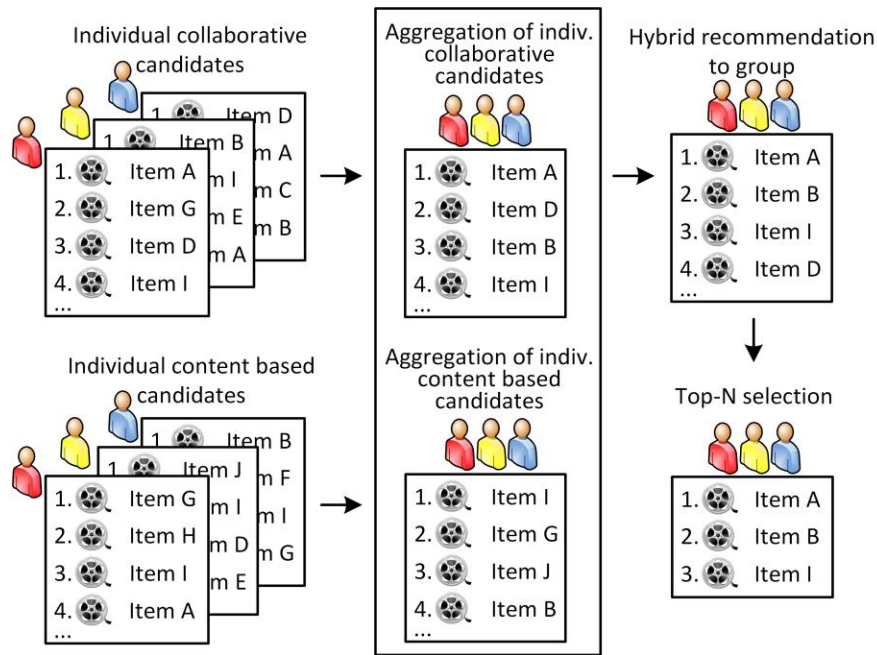 Individual collaborative
candidates
1. Item D
m A
m C
m B
1. Item B
m I
m E
m A
1. Item A
2. Item G
3. Item D
4. Item I
...
Aggregation of indiv.
collaborative
candidates
1. Item A
2. Item D
3. Item B
4. Item I
...
Hybrid recommendation
to group
1. Item A
2. Item B
3. Item I
4. Item D
...
Individual content based
candidates
1. Item B
m F
m I
m G
1. Item J
m I
m D
m E
1. Item G
2. Item H
3. Item I
4. Item A
...
Aggregation of indiv.
content based
candidates
1. Item I
2. Item G
3. Item J
4. Item B
...
Top-N selection
1. Item A
2. Item B
3. Item I